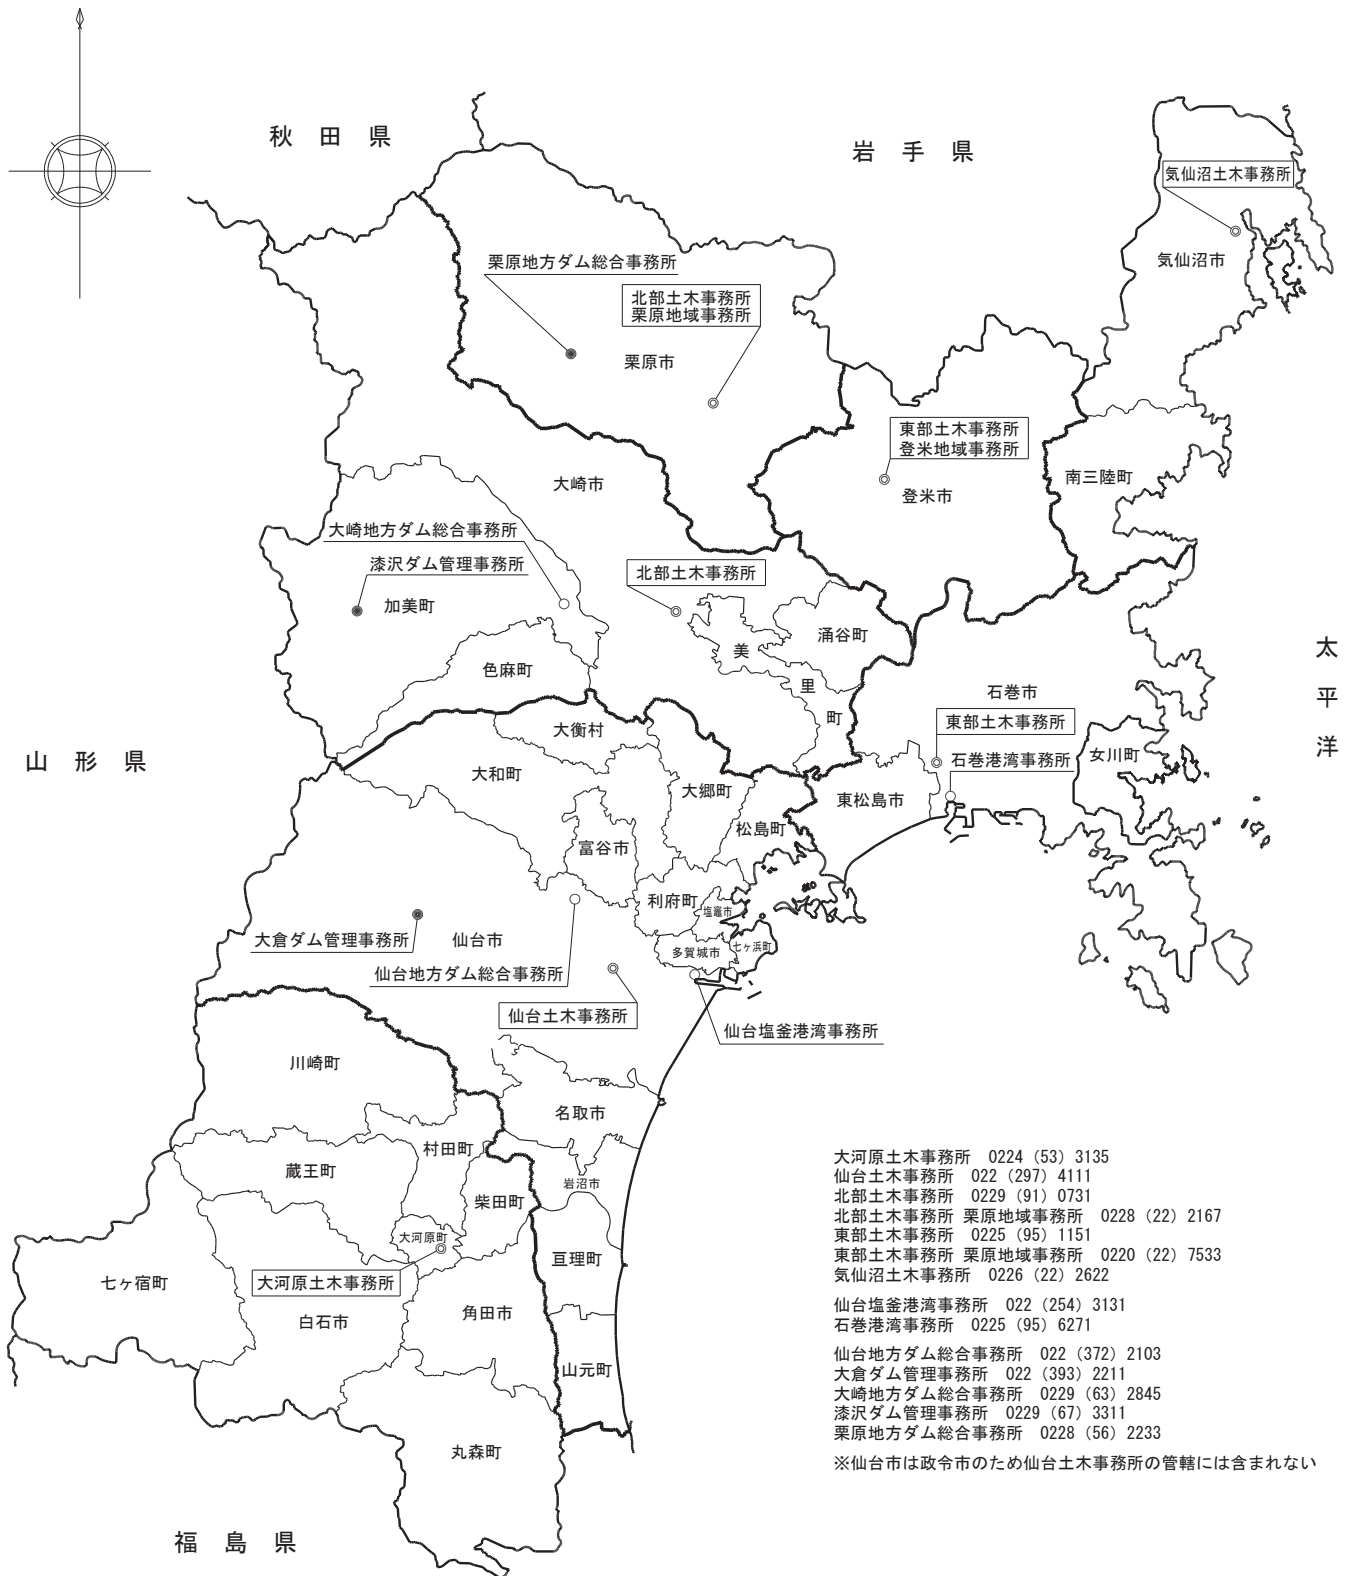 秋田県
岩手県
気仙沼土木事務所
気仙沼市
栗原地方ダム総合事務所
北部土木事務所
栗原地域事務所
栗原市
東部土木事務所
登米地域事務所
登米市
南三陸町
大崎市
大崎地方ダム総合事務所
漆沢ダム管理事務所
加美町
北部土木事務所
涌谷町
美
里
町
色麻町
太
平
洋
石巻市
東部土木事務所
石巻港湾事務所
女川町
山形県
大衡村
大和町
大郷町
東松島市
松島町
富谷市
利府町
塩竈市
大倉ダム管理事務所
仙台市
多賀城市
七ヶ浜町
仙台地方ダム総合事務所
仙台土木事務所
仙台塩釜港湾事務所
川崎町
名取市
村田町
蔵王町
岩沼市
柴田町
大河原町
亘理町
七ヶ宿町
大河原土木事務所
白石市
角田市
山元町
丸森町
福島県
大河原土木事務所 0224 (53) 3135
仙台土木事務所 022 (297) 4111
北部土木事務所 0229 (91) 0731
北部土木事務所 栗原地域事務所 0228 (22) 2167
東部土木事務所 0225 (95) 1151
東部土木事務所 栗原地域事務所 0220 (22) 7533
気仙沼土木事務所 0226 (22) 2622
仙台塩釜港湾事務所 022 (254) 3131
石巻港湾事務所 0225 (95) 6271
仙台地方ダム総合事務所 022 (372) 2103
大倉ダム管理事務所 022 (393) 2211
大崎地方ダム総合事務所 0229 (63) 2845
漆沢ダム管理事務所 0229 (67) 3311
栗原地方ダム総合事務所 0228 (56) 2233
※仙台市は政令市のため仙台土木事務所の管轄には含まれない